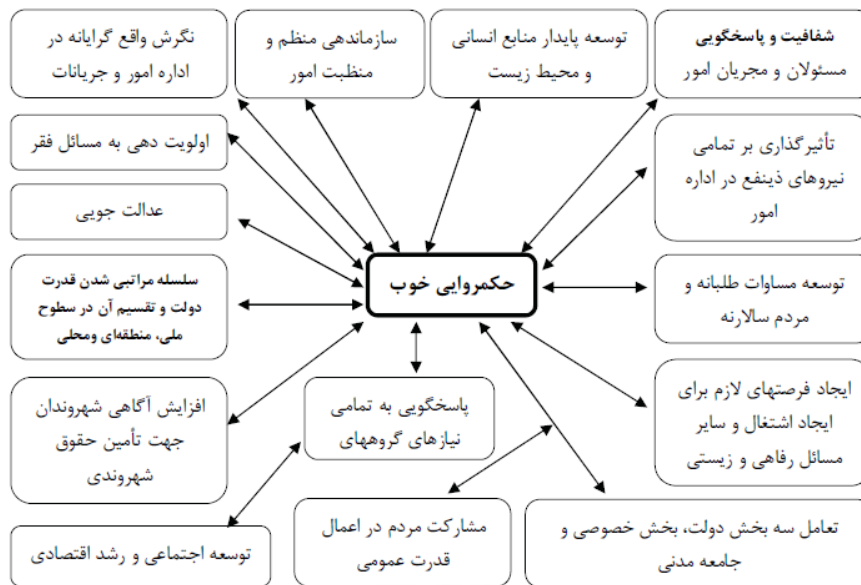 شفافیت و پاسخگویی
مسئولان و مجریان امور
توسعه پایدار منابع انسانی
و محیط زیست
سازماندهی منظم و
منظبت امور
نگرش واقع گرایانه در
اداره امور و جریانات
تأثیرگذاری بر تمامی
نیروهای ذینفع در اداره
امور
اولویت دهی به مسائل فقر
عدالت جویی
حکمروایی خوب
توسعه مساوات طلبانه و
مردم سالارنه
سلسله مراتبی شدن قدرت
دولت و تقسیم آن در سطوح
ملی، منطقه‌ای ومحلی
ایجاد فرصتهای لازم برای
ایجاد اشتغال و سایر
مسائل رفاهی و زیستی
پاسخگویی به تمامی
نیازهای گروههای
افزایش آگاهی شهروندان
جهت تأمین حقوق
شهروندی
تعامل سه بخش دولت، بخش خصوصی و
جامعه مدنی
مشارکت مردم در اعمال
قدرت عمومی
توسعه اجتماعی و رشد اقتصادی